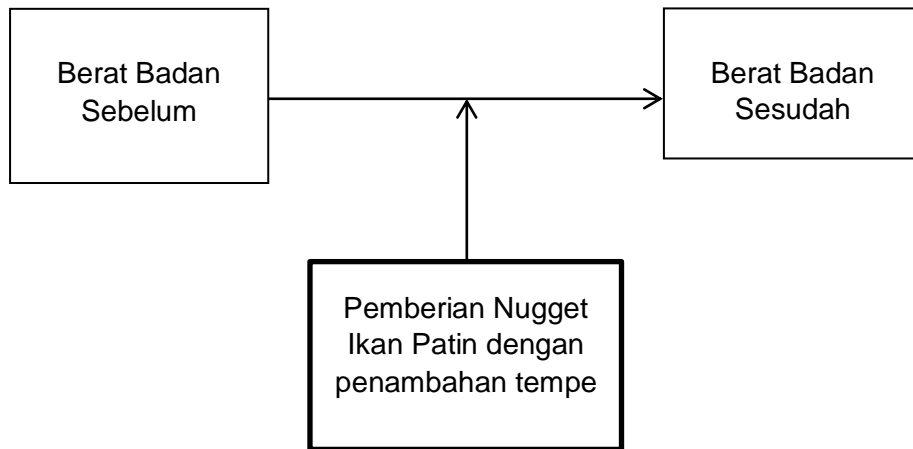 Berat Badan
Sebelum
Berat Badan
Sesudah
Pemberian Nugget
Ikan Patin dengan
penambahan tempe